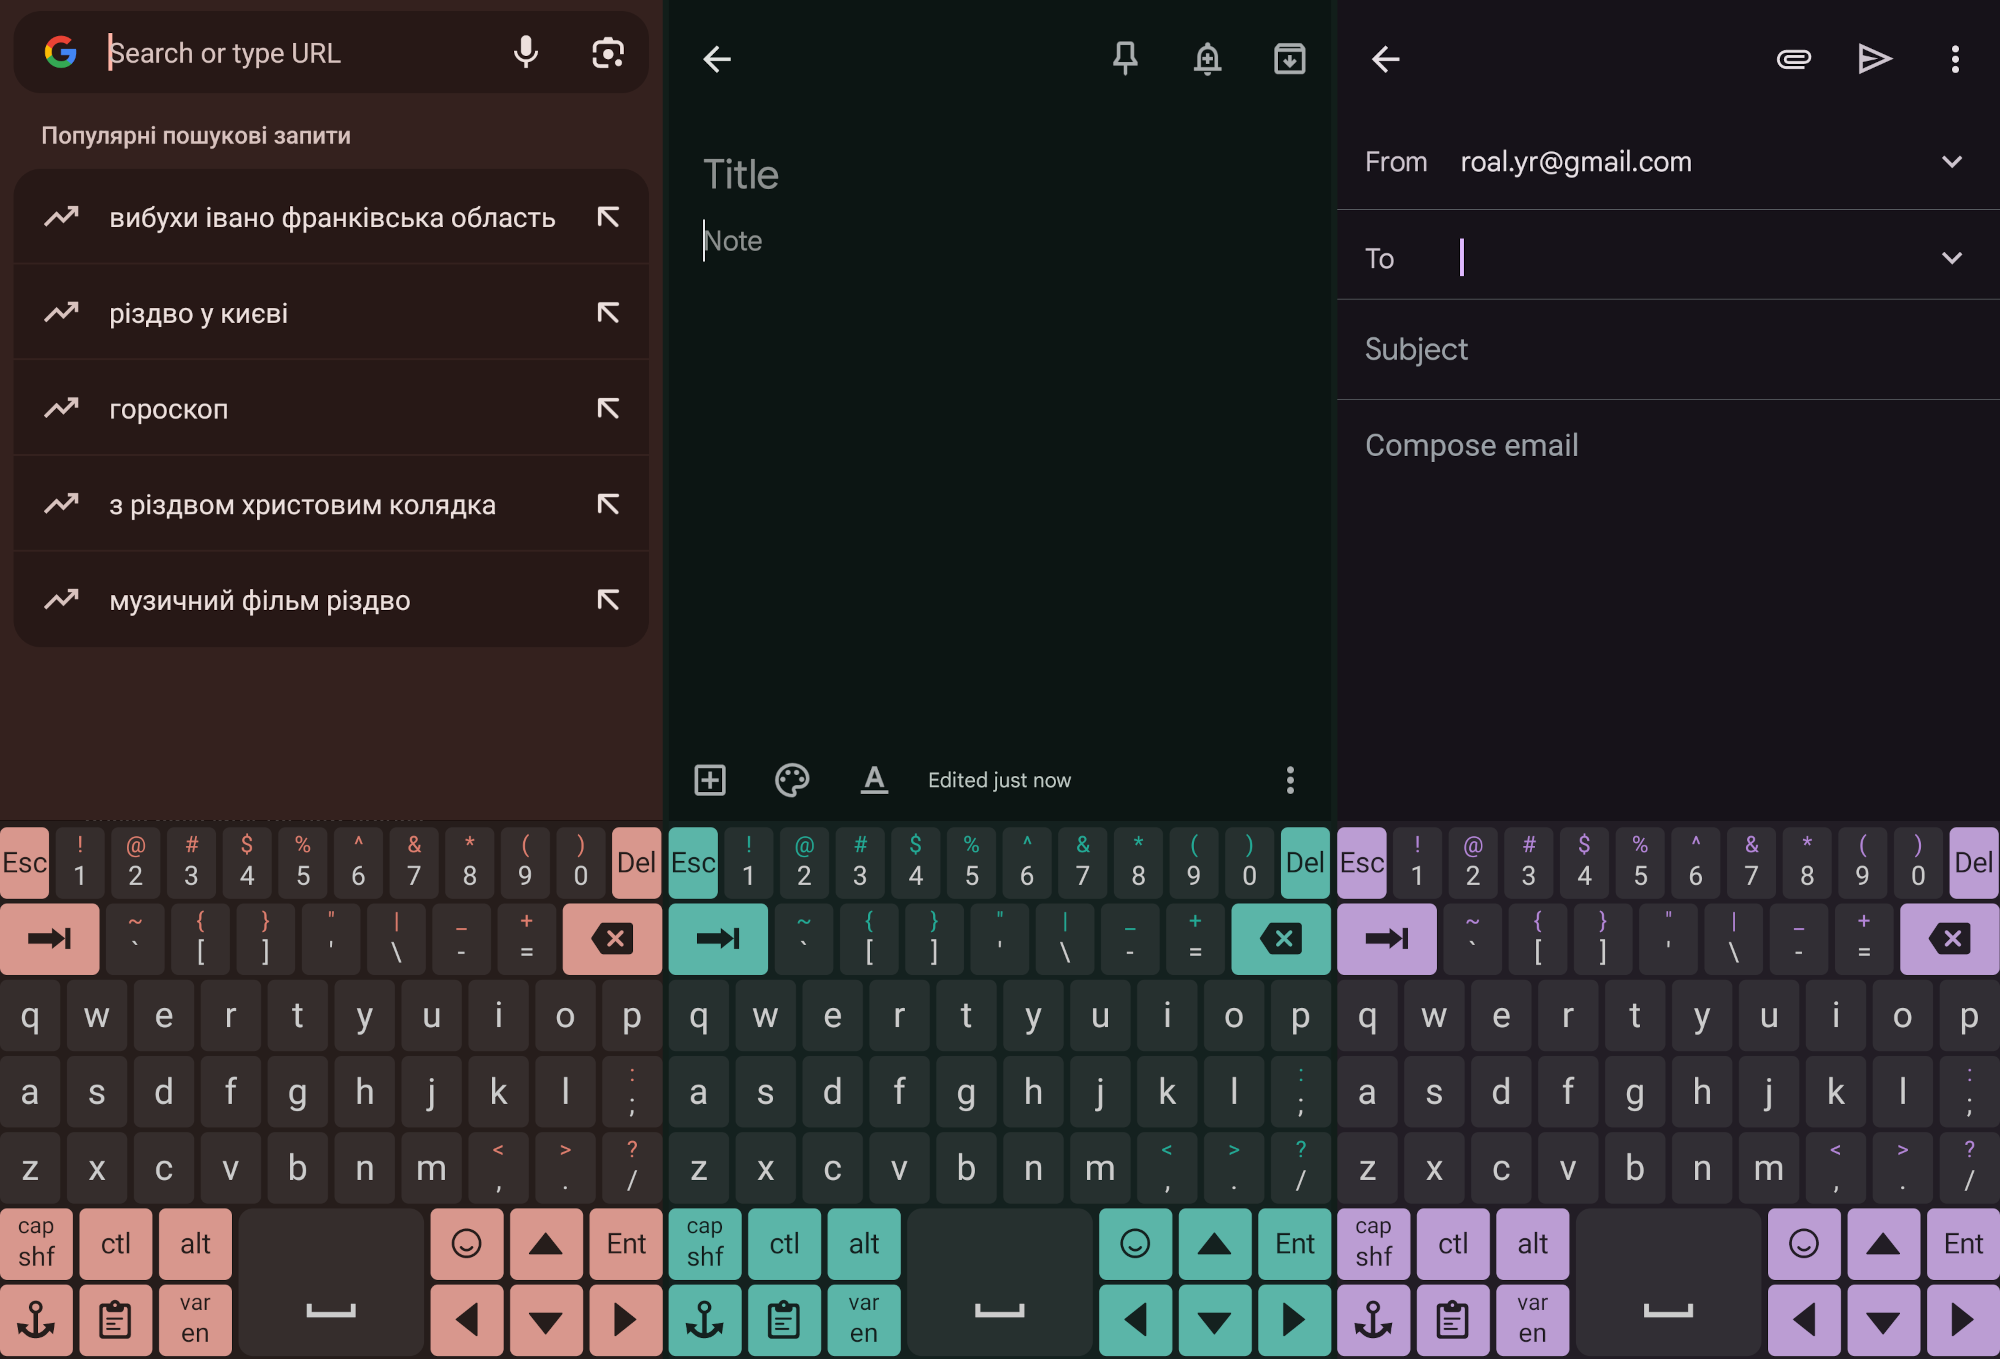 Search or type URL
Популярні пошукові запити
вибухи івано франківська область
різдво у києві
гороскоп
з різдвом христовим колядка
музичний фільм різдво
Esc ! 1 @ 2 # 3 $ 4 % 5 ^ 6 & 7 * 8 ( 9 ) 0 Del
~ ` { [ } ] " ' | \ _ - + =
q w e r t y u i o p
a s d f g h j k l : ;
z x c v b n m < , > . ? /
cap shf ctl alt Ent
var en
Title
Note
Edited just now
Esc ! 1 @ 2 # 3 $ 4 % 5 ^ 6 & 7 * 8 ( 9 ) 0 Del
~ ` { [ } ] " ' | \ _ - + =
q w e r t y u i o p
a s d f g h j k l : ;
z x c v b n m < , > . ? /
cap shf ctl alt Ent
var en
From roal.yr@gmail.com
To
Subject
Compose email
Esc ! 1 @ 2 # 3 $ 4 % 5 ^ 6 & 7 * 8 ( 9 ) 0 Del
~ ` { [ } ] " ' | \ _ - + =
q w e r t y u i o p
a s d f g h j k l : ;
z x c v b n m < , > . ? /
cap shf ctl alt Ent
var en